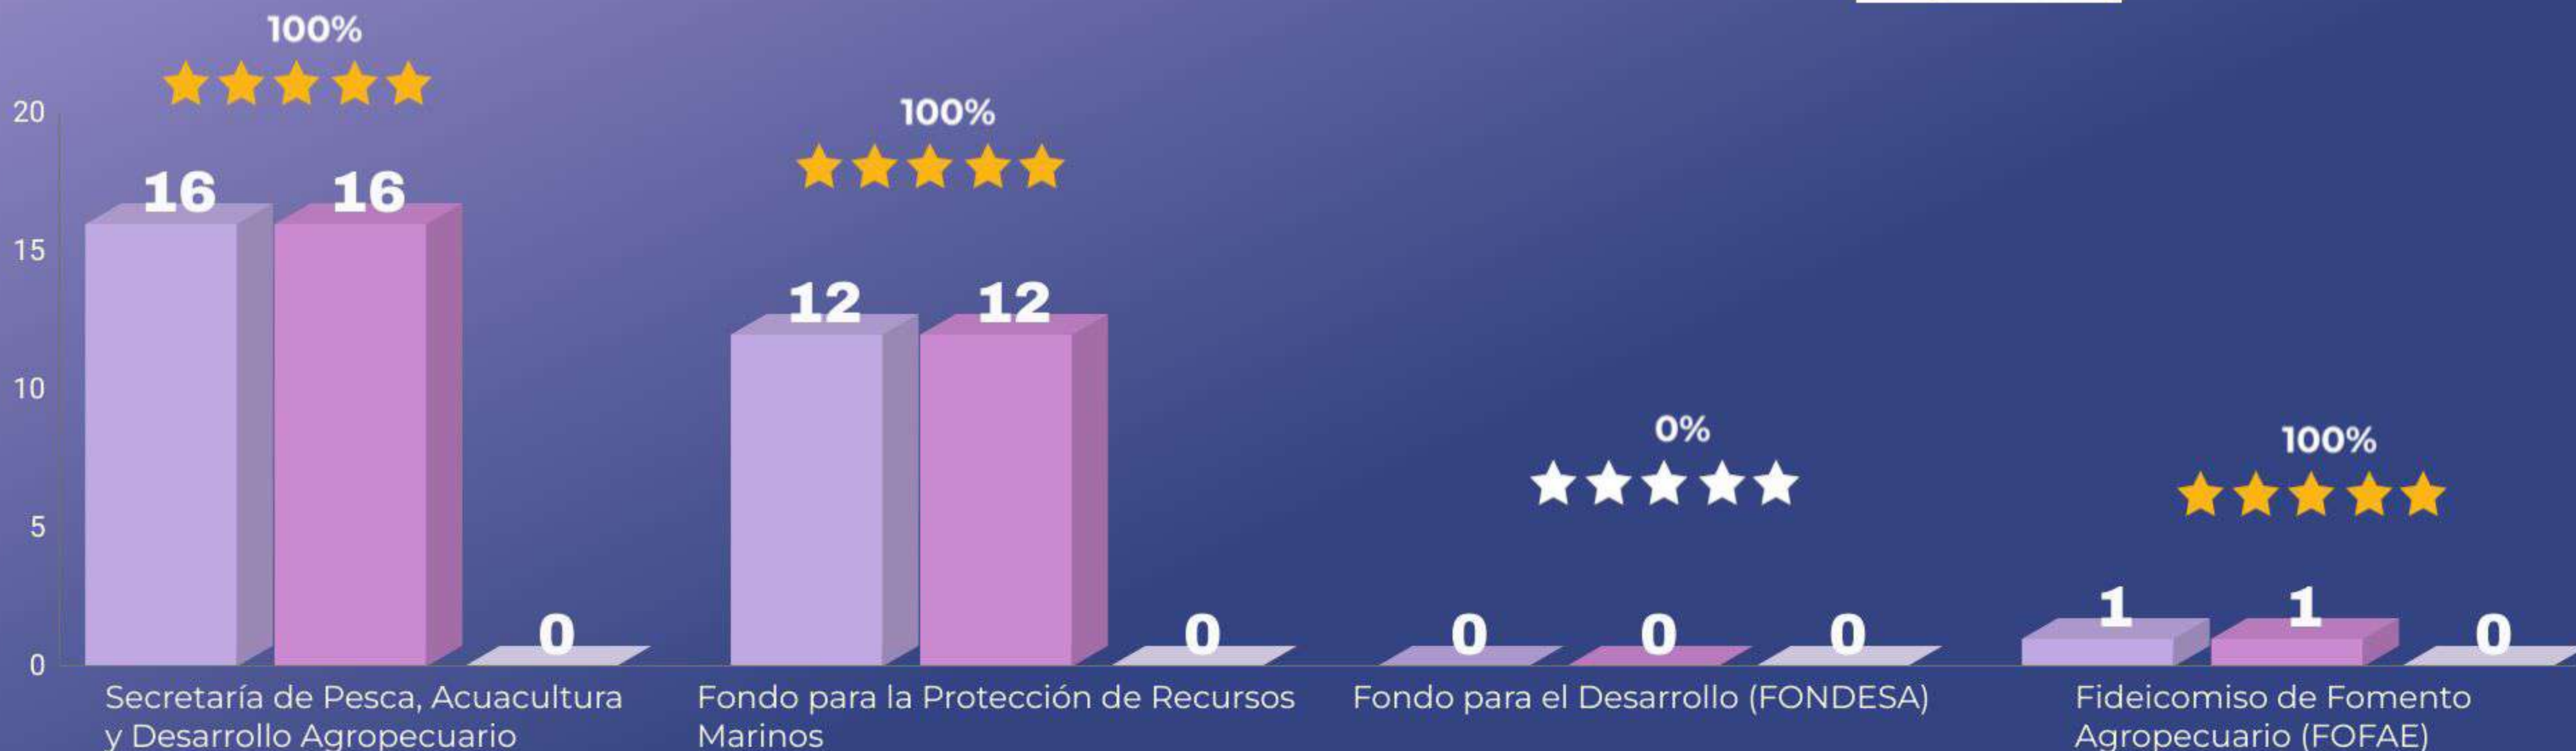 100%
20
16 16
100%
15
12 12
10
0%
100%
5
1 1
0 0 0 0 0 0
0
Secretaría de Pesca, Acuacultura
y Desarrollo Agropecuario
Fondo para la Protección de Recursos
Marinos
Fondo para el Desarrollo (FONDESA)
Fideicomiso de Fomento
Agropecuario (FOFAE)